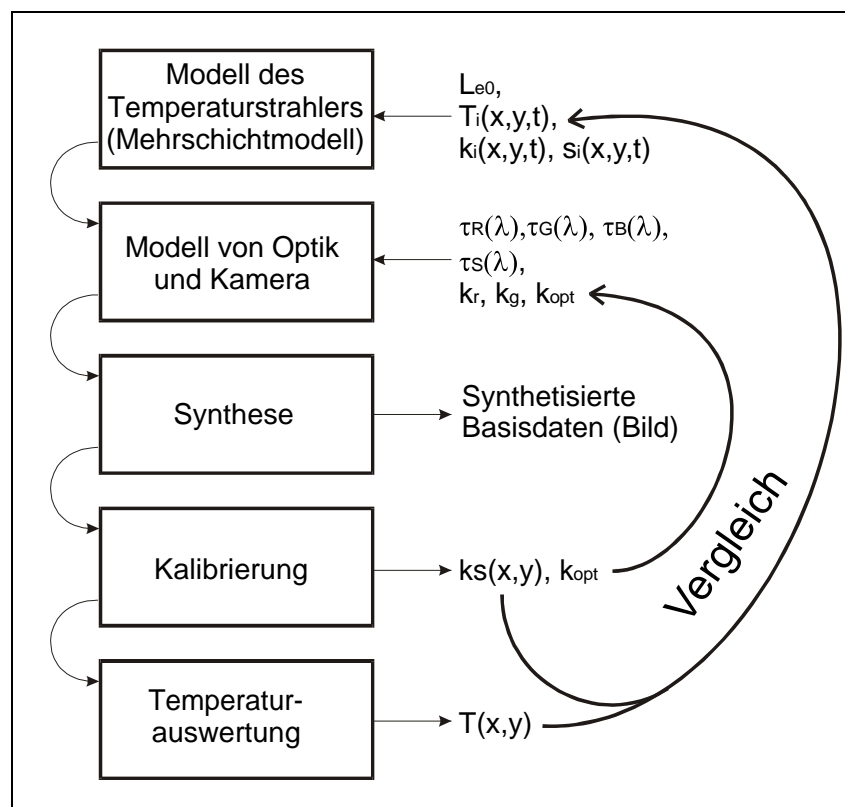 Modell des
Temperaturstrahlers
(Mehrschichtmodell)
Le0,
Ti(x,y,t),
ki(x,y,t), si(x,y,t)
Modell von Optik
und Kamera
τR(λ),τG(λ), τB(λ),
τS(λ),
kr, kg, kopt
Synthese
Synthetisierte
Basisdaten (Bild)
Kalibrierung
ks(x,y), kopt
Vergleich
Temperatur-
auswertung
T(x,y)